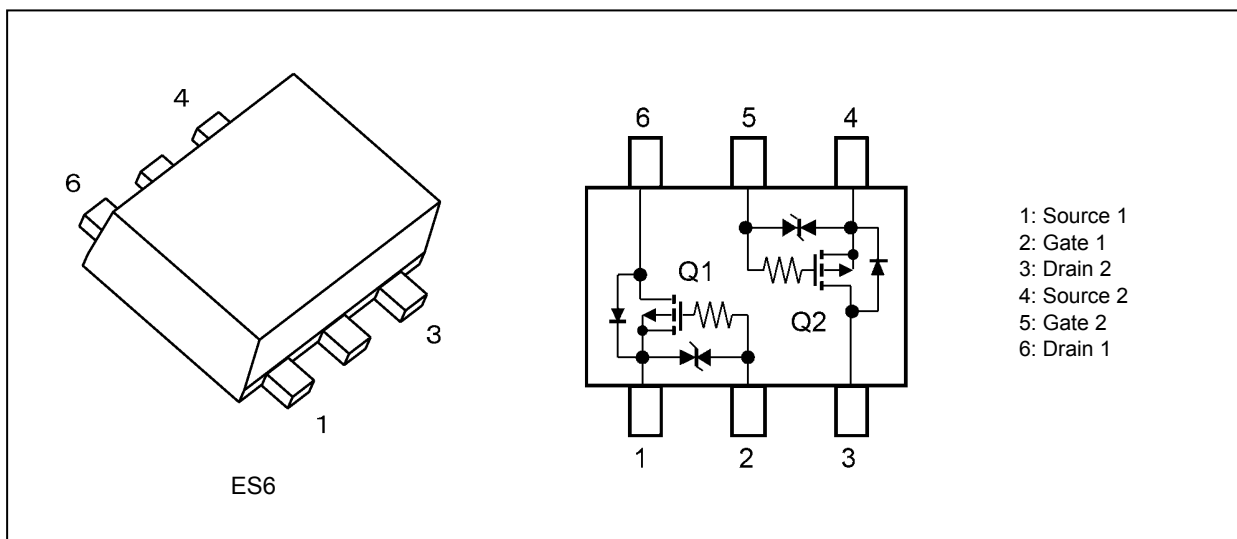 4
6
3
1
ES6
6 5 4
Q1
Q2
1 2 3
1: Source 1
2: Gate 1
3: Drain 2
4: Source 2
5: Gate 2
6: Drain 1